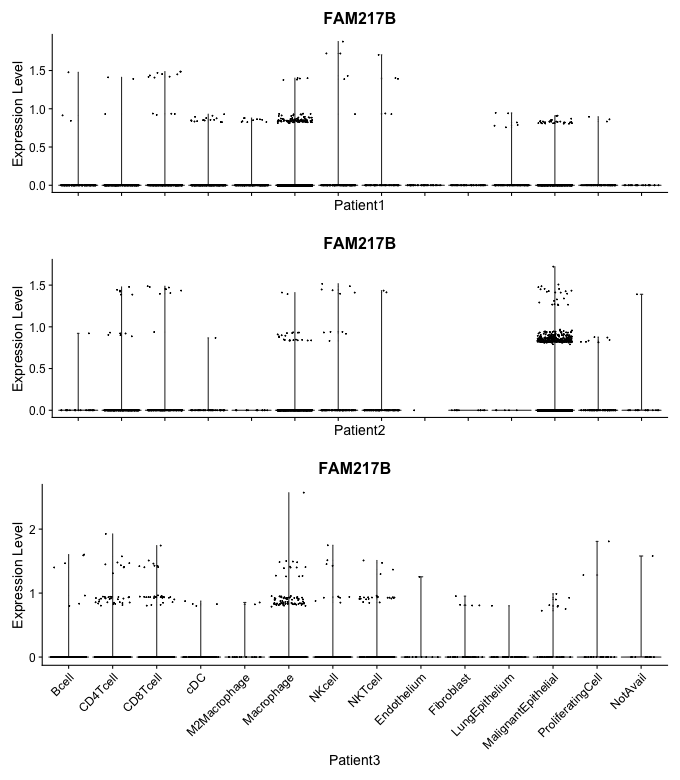 FAM217B
Expression Level
1.5
1.0
0.5
0.0
Patient1
FAM217B
Expression Level
1.5
1.0
0.5
0.0
Patient2
FAM217B
Expression Level
2
1
0
Bcell
CD4Tcell
CD8Tcell
cDC
M2Macrophage
Macrophage
NKcell
NKTcell
Endothelium
Fibroblast
LungEpithelium
MalignantEpithelial
ProliferatingCell
NotAvail
Patient3